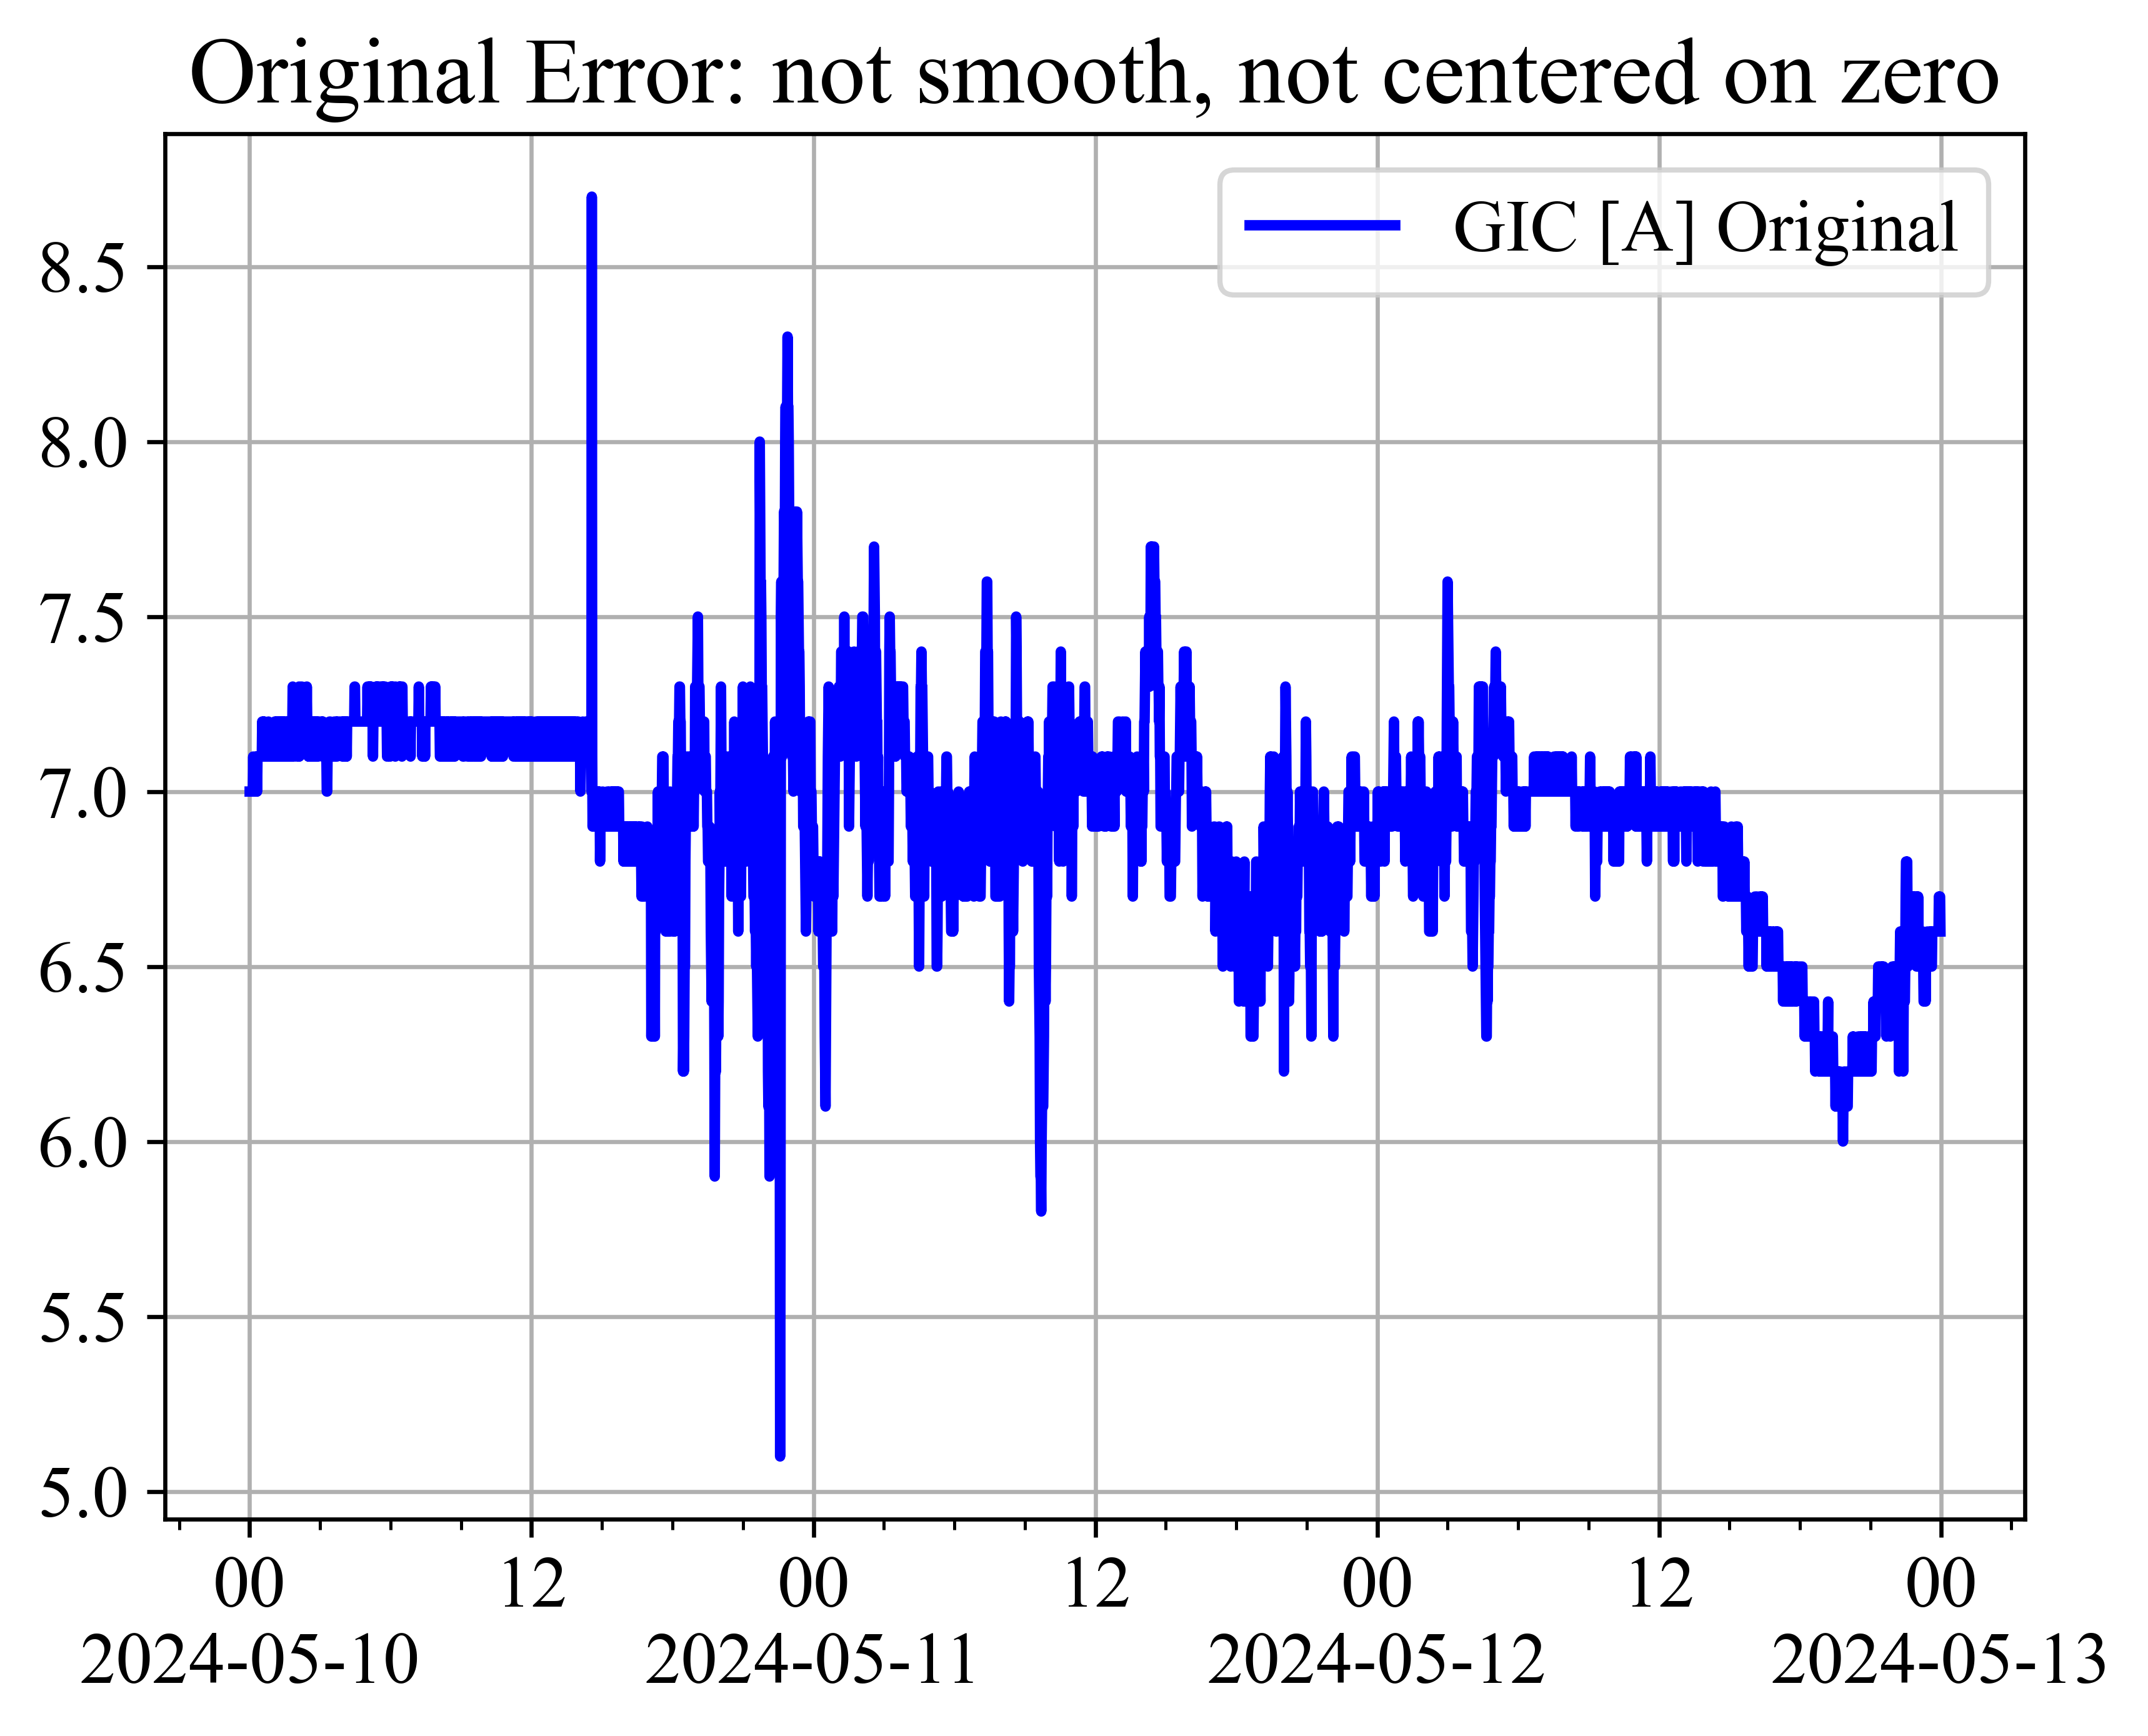 Original Error: not smooth, not centered on zero
GIC [A] Original
8.5
8.0
7.5
7.0
6.5
6.0
5.5
5.0
00 12 00 12 00 12 00
2024-05-10 2024-05-11 2024-05-12 2024-05-13